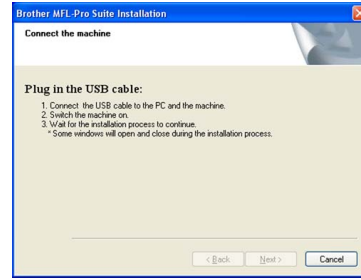 Brother MFL-Pro Suite Installation
Connect the machine
Plug in the USB cable:
1. Connect the USB cable to the PC and the machine.
2. Switch the machine on.
3. Wait for the installation process to continue.
* Some windows will open and close during the installation process.
< Back
Next >
Cancel